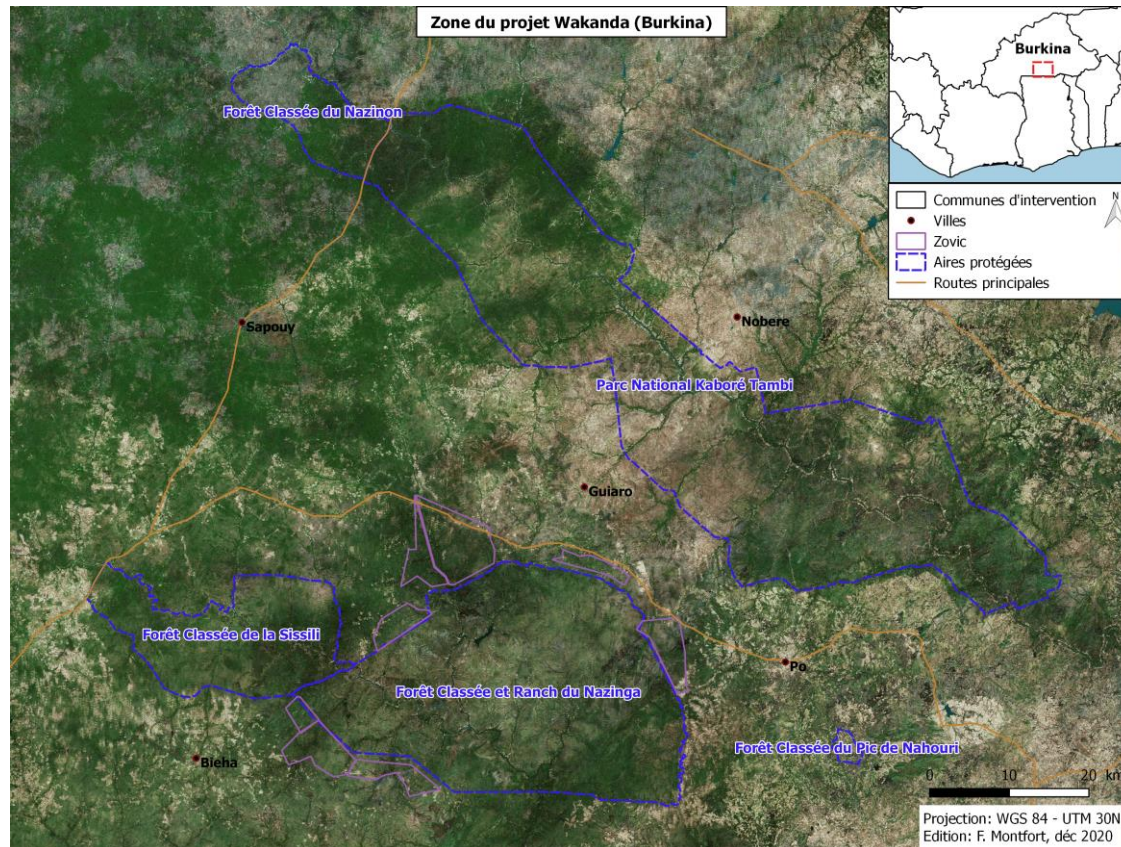 Zone du projet Wakanda (Burkina)
Burkina
Communes d'intervention
Villes
Zovic
Aires protégées
Routes principales
N
Forêt Classée du Nazinon
Sapouy
Nobere
Parc National Kaboré Tambi
Guiaro
Forêt Classée de la Sissili
Forêt Classée et Ranch du Nazinga
Po
Bieha
Forêt Classée du Pic de Nahouri
0 10 20 km
Projection: WGS 84 - UTM 30N
Edition: F. Montfort, déc 2020